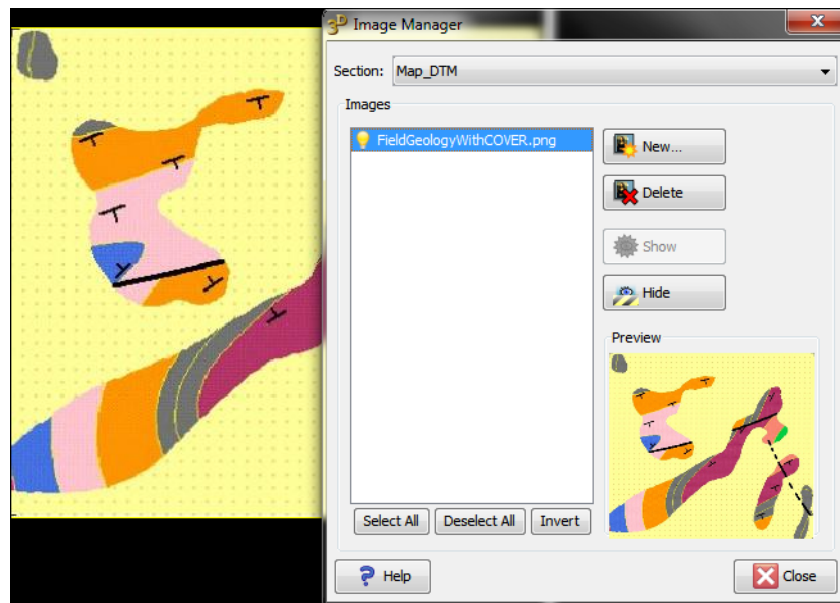 3D Image Manager
Section: Map_DTM
Images
FieldGeologyWithCOVER.png
New...
Delete
Show
Hide
Preview
Select All Deselect All Invert
? Help Close